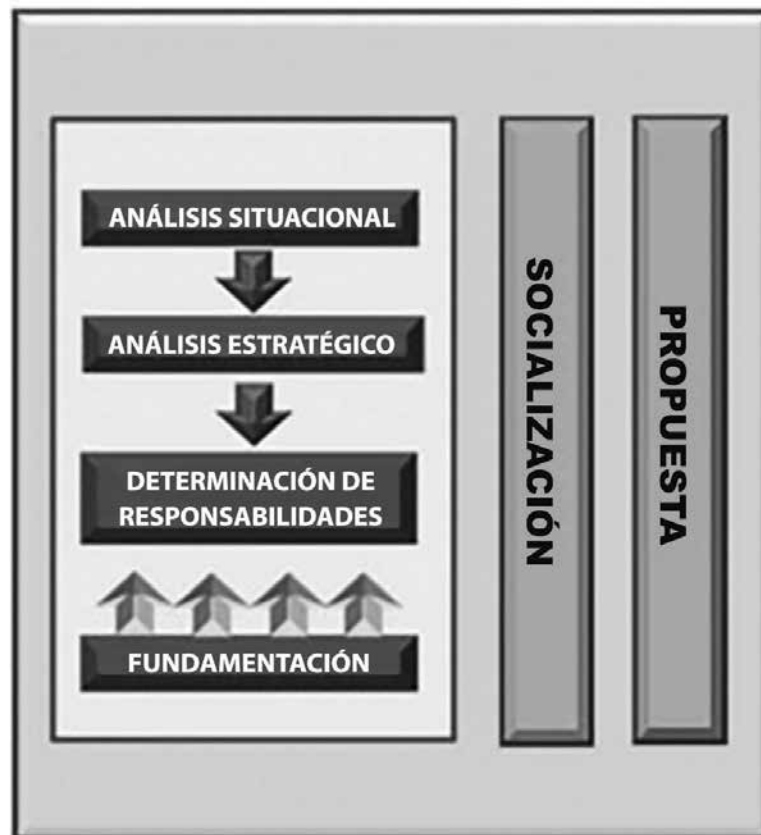 ANÁLISIS SITUACIONAL
ANÁLISIS ESTRATÉGICO
DETERMINACIÓN DE
RESPONSABILIDADES
FUNDAMENTACIÓN
SOCIALIZACIÓN
PROPUESTA